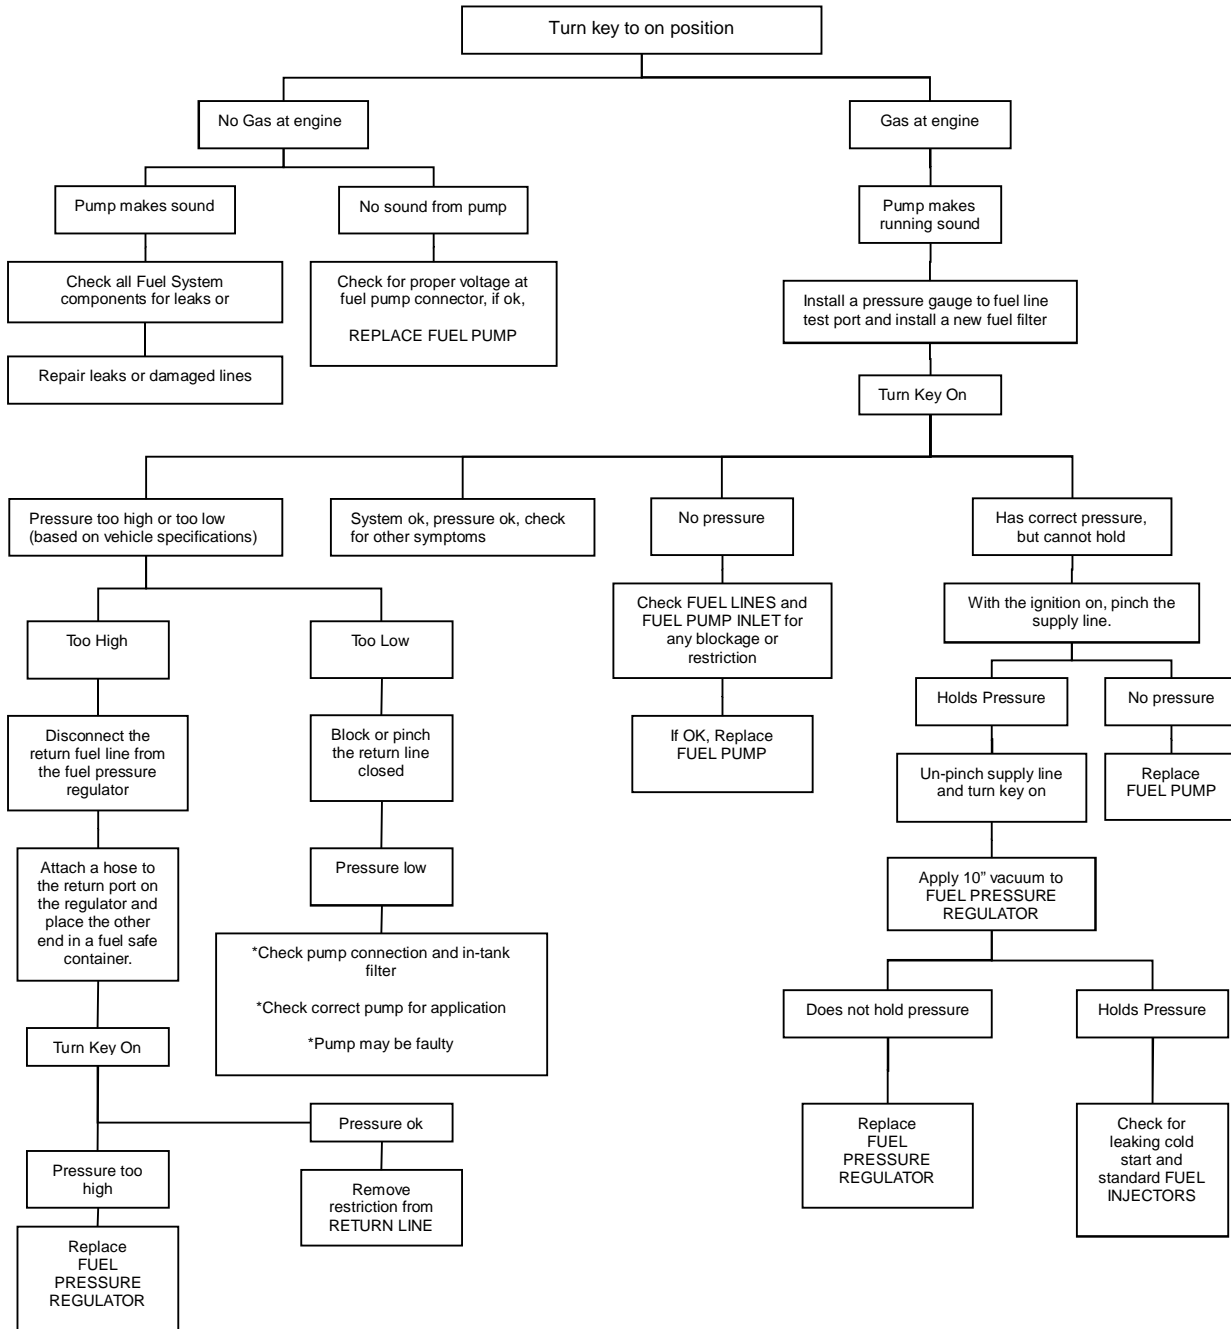 Turn key to on position
No Gas at engine
Gas at engine
Pump makes sound
No sound from pump
Pump makes
running sound
Check all Fuel System
components for leaks or
Check for proper voltage at
fuel pump connector, if ok,
REPLACE FUEL PUMP
Install a pressure gauge to fuel line
test port and install a new fuel filter
Repair leaks or damaged lines
Turn Key On
Pressure too high or too low
(based on vehicle specifications)
System ok, pressure ok, check
for other symptoms
No pressure
Has correct pressure,
but cannot hold
Too High
Too Low
Check FUEL LINES and
FUEL PUMP INLET for
any blockage or
restriction
With the ignition on, pinch the
supply line.
Holds Pressure
No pressure
Disconnect the
return fuel line from
the fuel pressure
regulator
Block or pinch
the return line
closed
If OK, Replace
FUEL PUMP
Un-pinch supply line
and turn key on
Replace
FUEL PUMP
Attach a hose to
the return port on
the regulator and
place the other
end in a fuel safe
container.
Pressure low
Apply 10” vacuum to
FUEL PRESSURE
REGULATOR
*Check pump connection and in-tank
filter
*Check correct pump for application
*Pump may be faulty
Does not hold pressure
Holds Pressure
Turn Key On
Pressure ok
Replace
FUEL
PRESSURE
REGULATOR
Check for
leaking cold
start and
standard FUEL
INJECTORS
Pressure too
high
Remove
restriction from
RETURN LINE
Replace
FUEL
PRESSURE
REGULATOR